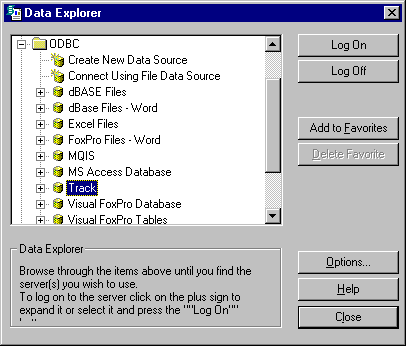 Data Explorer
ODBC
Create New Data Source
Connect Using File Data Source
dBASE Files
dBase Files - Word
Excel Files
FoxPro Files - Word
MQIS
MS Access Database
Track
Visual FoxPro Database
Visual FoxPro Tables
Log On
Log Off
Add to Favorites
Delete Favorite
Data Explorer
Browse through the items above until you find the
server(s) you wish to use.
To log on to the server click on the plus sign to
expand it or select it and press the '"'Log On'"'
Options...
Help
Close